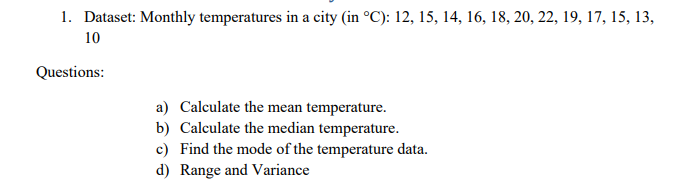 1. Dataset: Monthly temperatures in a city (in °C): 12, 15, 14, 16, 18, 20, 22, 19, 17, 15, 13,
10
Questions:
a) Calculate the mean temperature.
b) Calculate the median temperature.
c) Find the mode of the temperature data.
d) Range and Variance